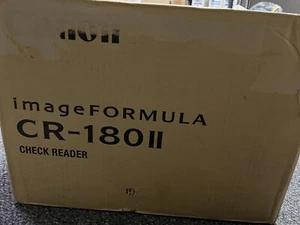 imageFORMULA
CR-180II
CHECK READER